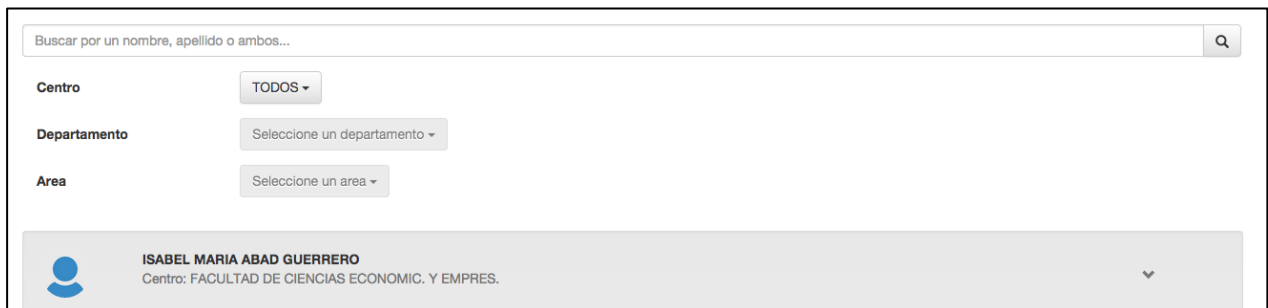 Buscar por un nombre, apellido o ambos...
Centro TODOS
Departamento Seleccione un departamento
Area Seleccione un area
ISABEL MARIA ABAD GUERRERO
Centro: FACULTAD DE CIENCIAS ECONOMIC. Y EMPRES.